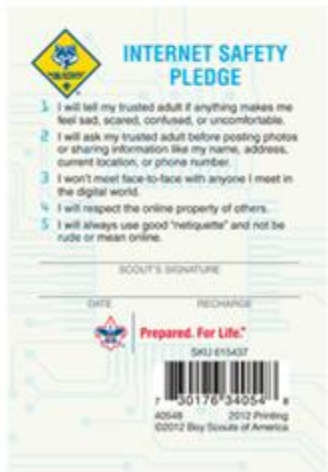 INTERNET SAFETY
PLEDGE
1 I will tell my trusted adult if anything makes me
feel sad, scared, confused, or uncomfortable.
2 I will ask my trusted adult before posting photos
or sharing information like my name, address,
current location, or phone number.
3 I won't meet face-to-face with anyone I meet in
the digital world.
4 I will respect the online property of others.
5 I will always use good "netiquette" and not be
rude or mean online.
SCOUT'S SIGNATURE
DATE RECHARGE
Prepared. For Life.™
SKU 615437
7 30176 34054 8
40548 2012 Printing
©2012 Boy Scouts of America